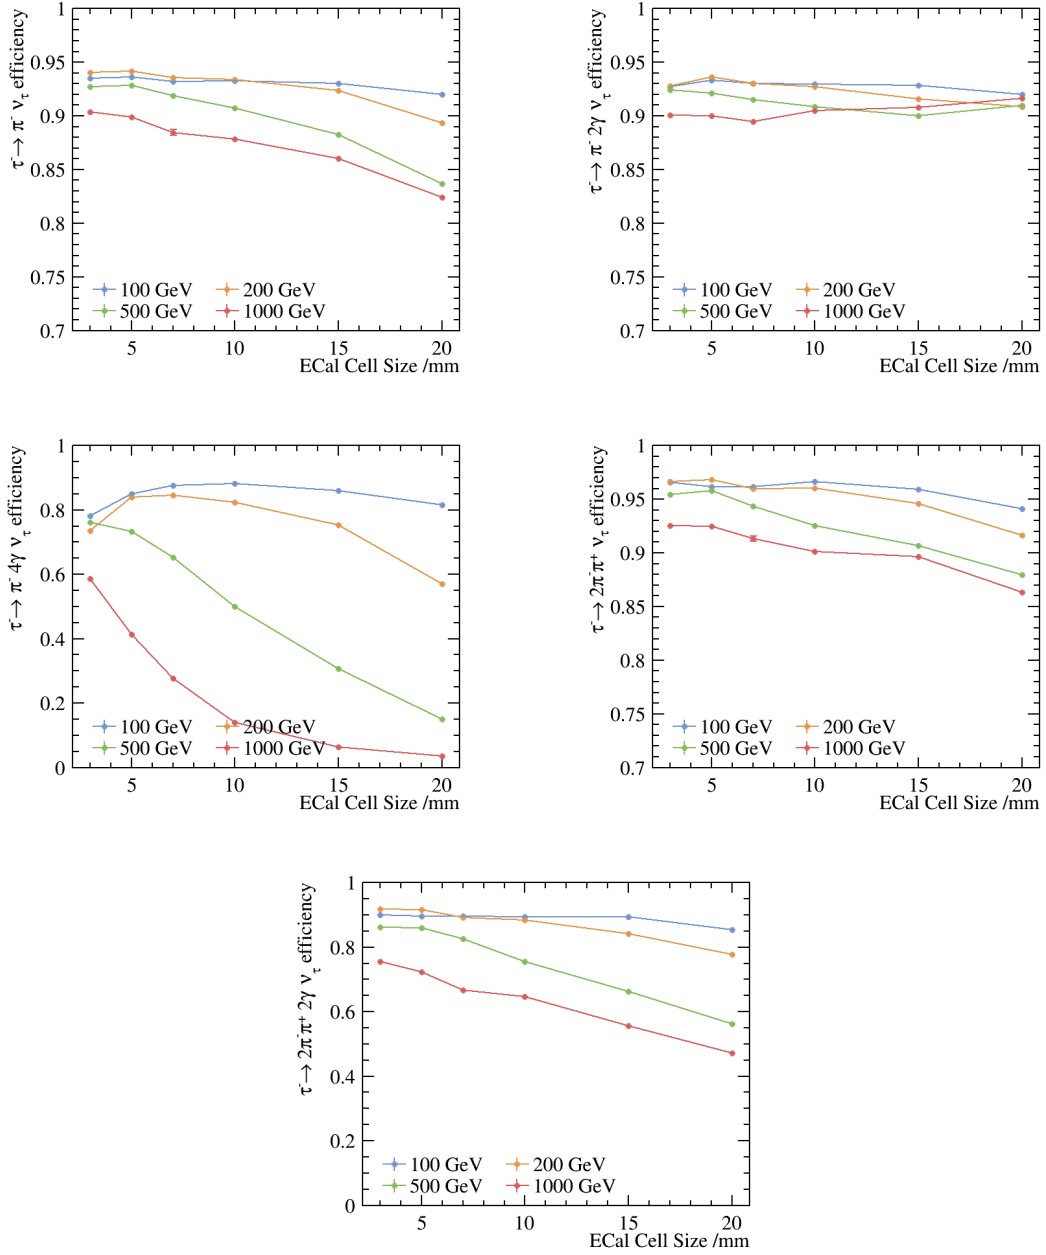 τ⁻→ π⁻ ν_τ efficiency
1
0.95
0.9
0.85
0.8
0.75
0.7
100 GeV 200 GeV
500 GeV 1000 GeV
5 10 15 20
ECal Cell Size /mm
τ⁻→ π⁻ 2γ ν_τ efficiency
1
0.95
0.9
0.85
0.8
0.75
0.7
100 GeV 200 GeV
500 GeV 1000 GeV
5 10 15 20
ECal Cell Size /mm
τ⁻→ π⁻ 4γ ν_τ efficiency
1
0.8
0.6
0.4
0.2
0
100 GeV 200 GeV
500 GeV 1000 GeV
5 10 15 20
ECal Cell Size /mm
τ⁻→ 2π⁻π⁺ ν_τ efficiency
1
0.95
0.9
0.85
0.8
0.75
0.7
100 GeV 200 GeV
500 GeV 1000 GeV
5 10 15 20
ECal Cell Size /mm
τ⁻→ 2π⁻π⁺ 2γ ν_τ efficiency
1
0.8
0.6
0.4
0.2
0
100 GeV 200 GeV
500 GeV 1000 GeV
5 10 15 20
ECal Cell Size /mm